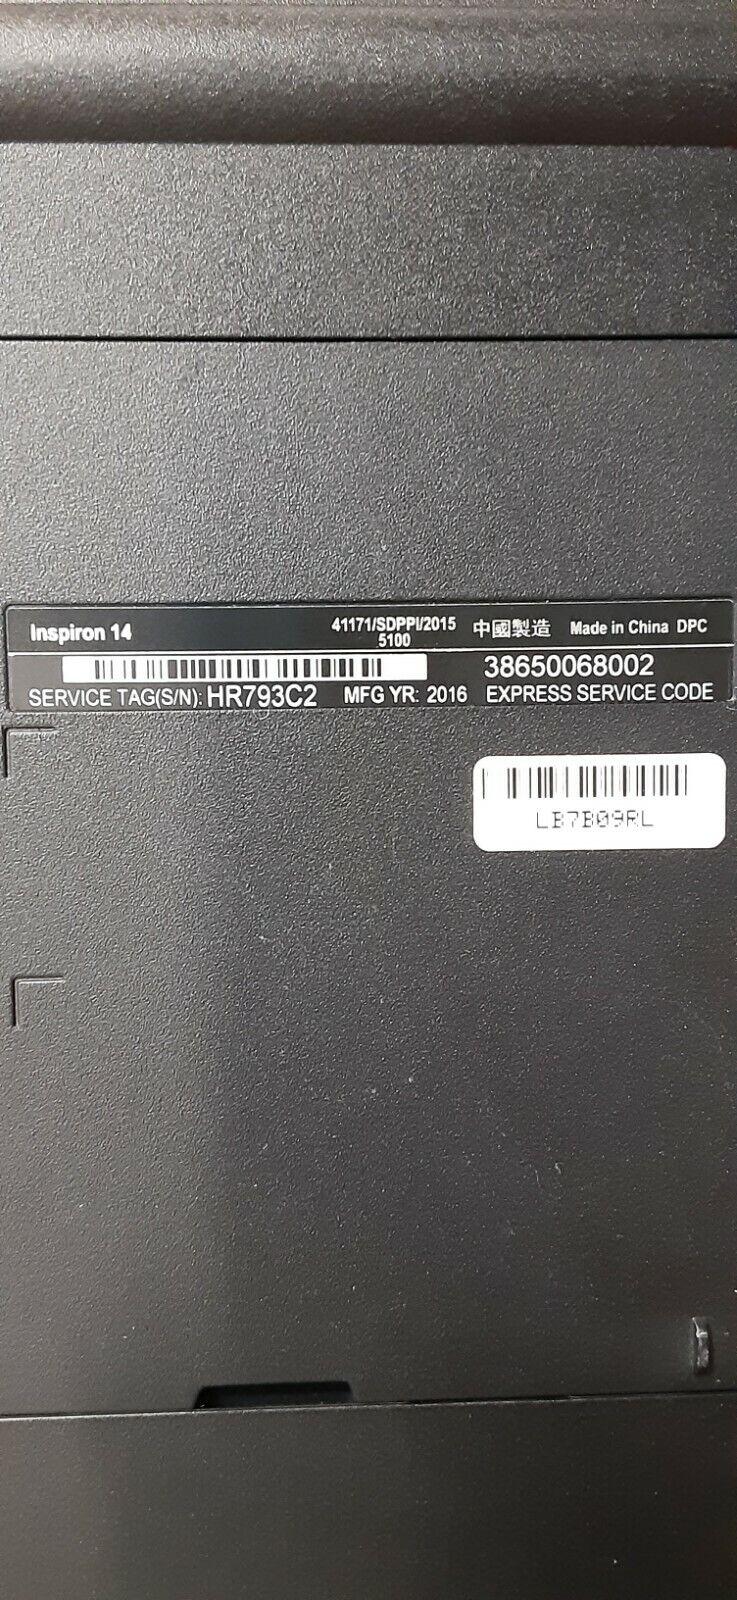 Inspiron 14
41171/SDPPI/2015
5100
中國製造 Made in China DPC
38650068002
SERVICE TAG(S/N): HR793C2 MFG YR: 2016 EXPRESS SERVICE CODE
LB7B09RL